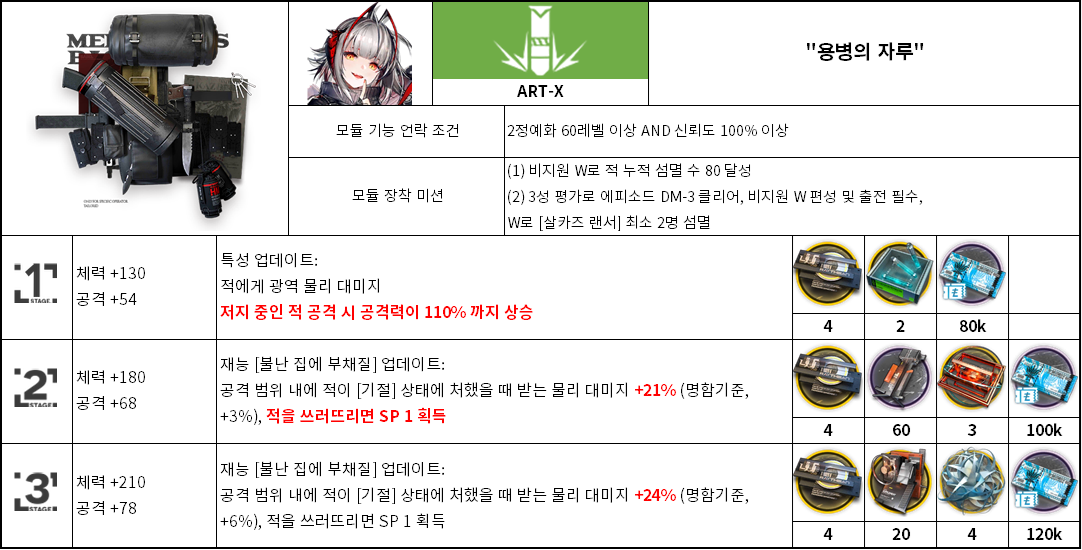 "용병의 자루"
ART-X
모듈 기능 언락 조건
2정예화 60레벨 이상 AND 신뢰도 100% 이상
모듈 장착 미션
(1) 비지원 W로 적 누적 섬멸 수 80 달성
(2) 3성 평가로 에피소드 DM-3 클리어, 비지원 W 편성 및 출전 필수,
W로 [살카즈 랜서] 최소 2명 섬멸
1
STAGE
체력 +130
공격 +54
특성 업데이트:
적에게 광역 물리 대미지
저지 중인 적 공격 시 공격력이 110% 까지 상승
4
2
80k
2
STAGE
체력 +180
공격 +68
재능 [불난 집에 부채질] 업데이트:
공격 범위 내에 적이 [기절] 상태에 처했을 때 받는 물리 대미지 +21% (명함기준,
+3%), 적을 쓰러뜨리면 SP 1 획득
4
60
3
100k
3
STAGE
체력 +210
공격 +78
재능 [불난 집에 부채질] 업데이트:
공격 범위 내에 적이 [기절] 상태에 처했을 때 받는 물리 대미지 +24% (명함기준,
+6%), 적을 쓰러뜨리면 SP 1 획득
4
20
4
120k